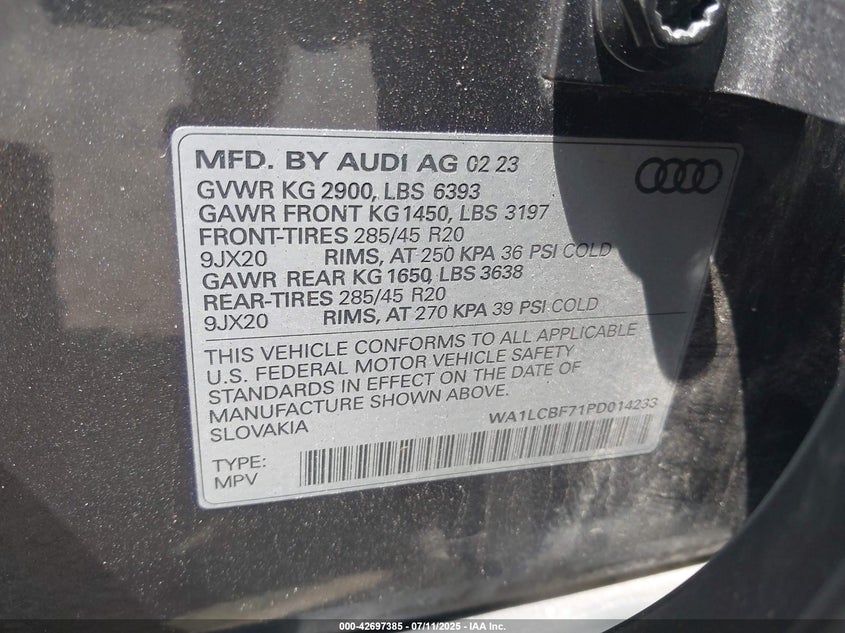 MFD. BY AUDI AG 02 23
GVWR KG 2900, LBS 6393
GAWR FRONT KG1450, LBS 3197
FRONT-TIRES 285/45 R20
9JX20 RIMS, AT 250 KPA 36 PSI COLD
GAWR REAR KG 1650, LBS 3638
REAR-TIRES 285/45 R20
9JX20 RIMS, AT 270 KPA 39 PSI COLD
THIS VEHICLE CONFORMS TO ALL APPLICABLE
U.S. FEDERAL MOTOR VEHICLE SAFETY
STANDARDS IN EFFECT ON THE DATE OF
MANUFACTURE SHOWN ABOVE.
SLOVAKIA
WA1LCBF71PD014233
TYPE:
MPV
000-42697385 - 07/11/2025 - IAA Inc.